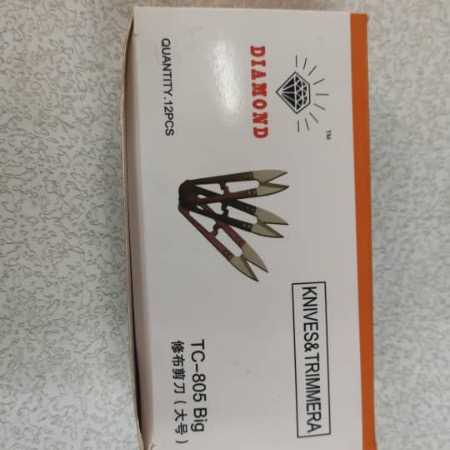 TM
DIAMOND
QUANTITY.12PCS
KNIVES&TRIMMERA
TC-805 Big
修布剪刀(大号)